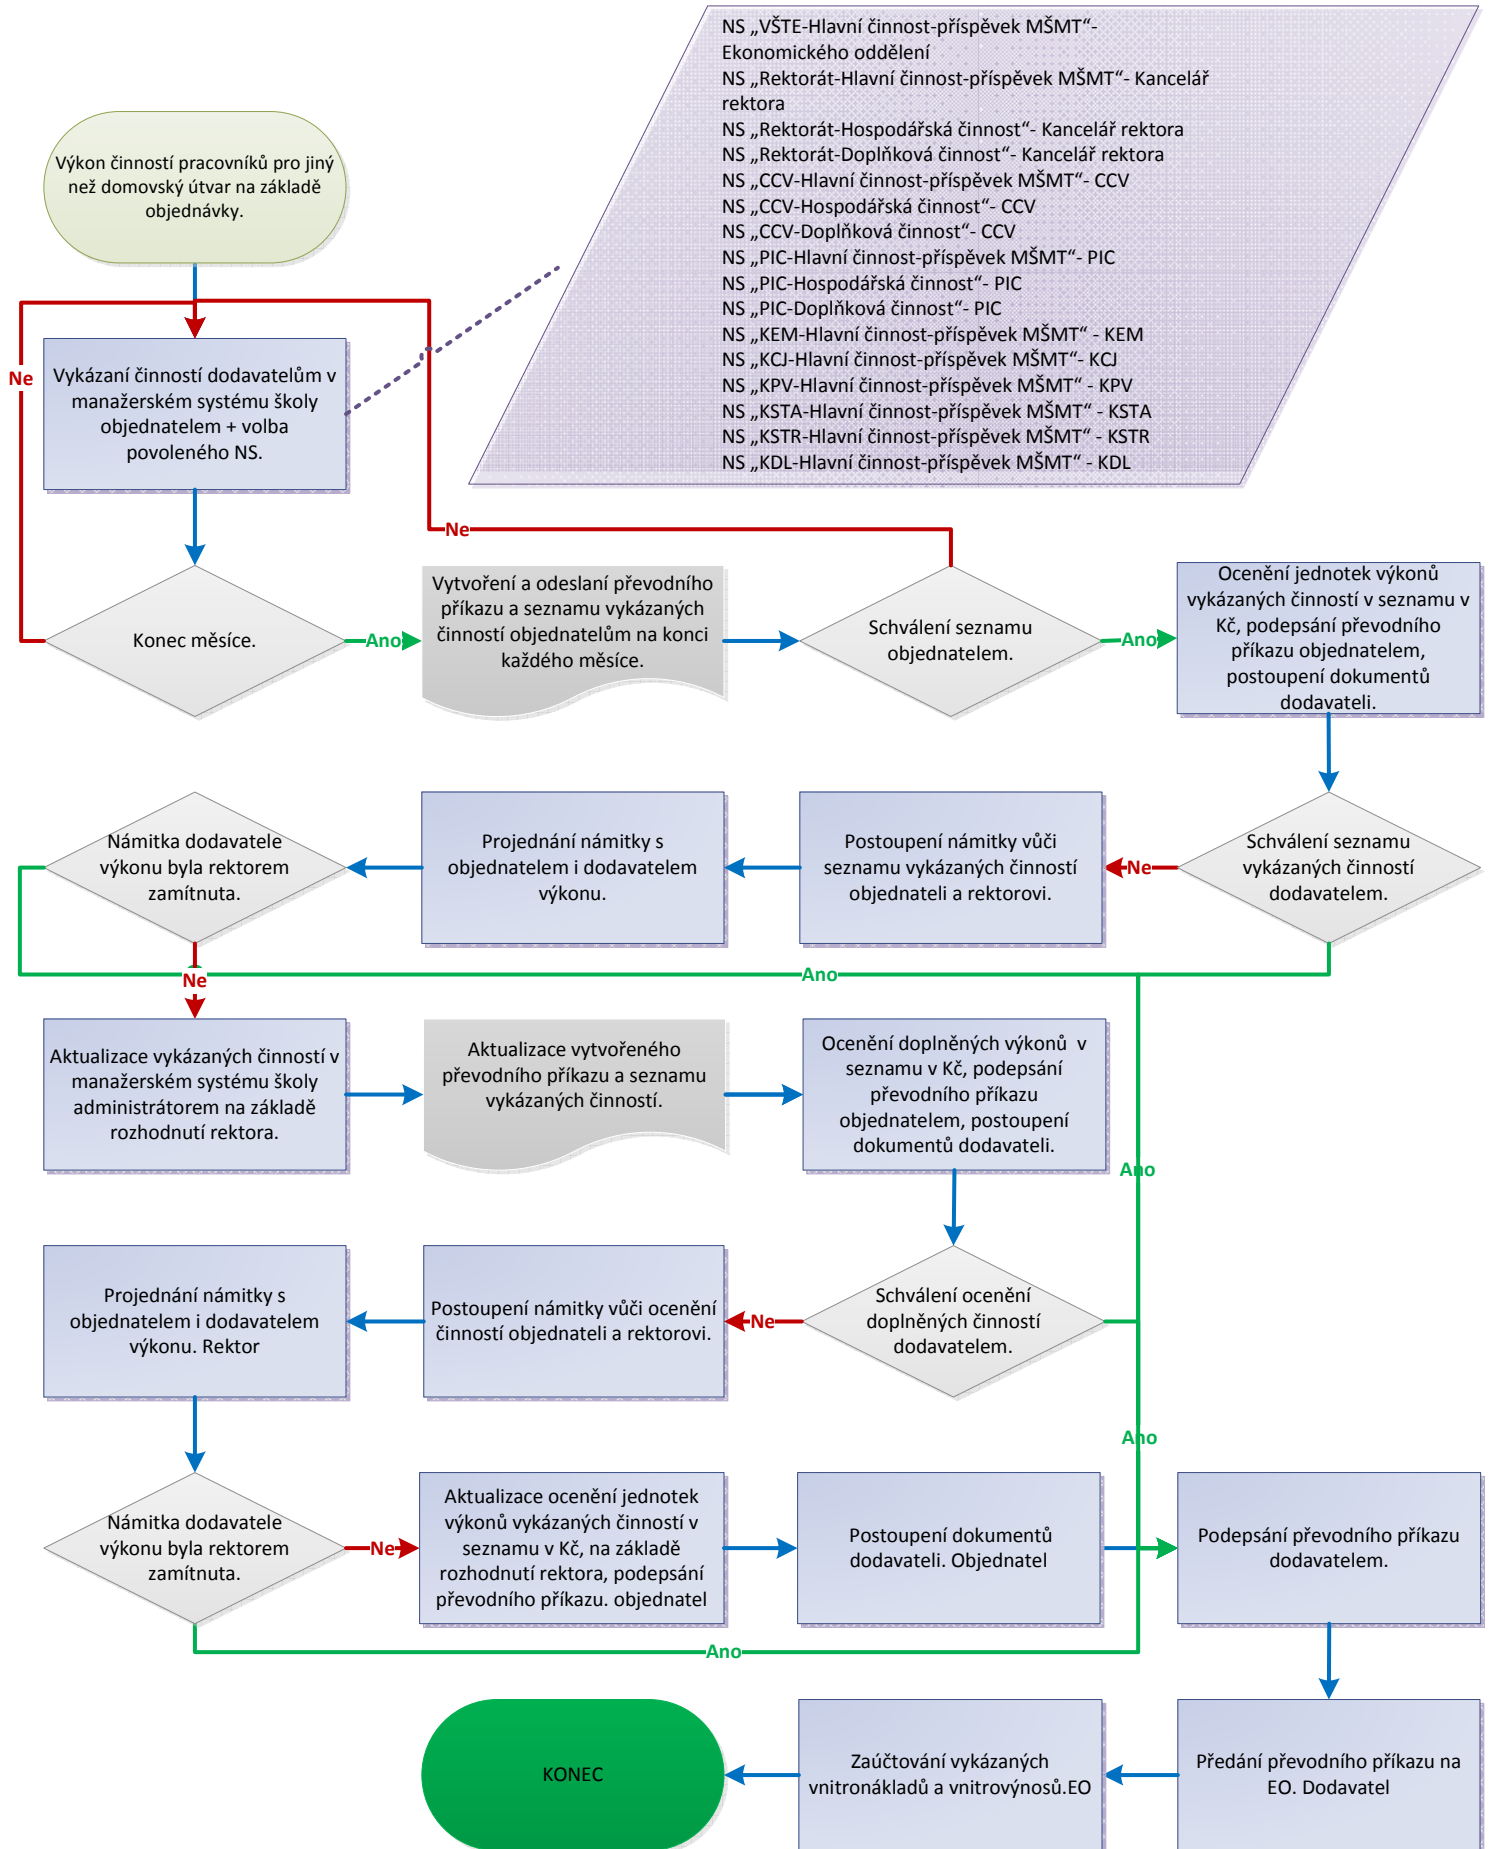 NS „VŠTE-Hlavní činnost-příspěvek MŠMT“-
Ekonomického oddělení
NS „Rektorát-Hlavní činnost-příspěvek MŠMT“- Kancelář
rektora
NS „Rektorát-Hospodářská činnost“- Kancelář rektora
NS „Rektorát-Doplňková činnost“- Kancelář rektora
NS „CCV-Hlavní činnost-příspěvek MŠMT“- CCV
NS „CCV-Hospodářská činnost“- CCV
NS „CCV-Doplňková činnost“- CCV
NS „PIC-Hlavní činnost-příspěvek MŠMT“- PIC
NS „PIC-Hospodářská činnost“- PIC
NS „PIC-Doplňková činnost“- PIC
NS „KEM-Hlavní činnost-příspěvek MŠMT“ - KEM
NS „KCJ-Hlavní činnost-příspěvek MŠMT“- KCJ
NS „KPV-Hlavní činnost-příspěvek MŠMT“ - KPV
NS „KSTA-Hlavní činnost-příspěvek MŠMT“ - KSTA
NS „KSTR-Hlavní činnost-příspěvek MŠMT“ - KSTR
NS „KDL-Hlavní činnost-příspěvek MŠMT“ - KDL
Výkon činností pracovníků pro jiný
než domovský útvar na základě
objednávky.
Ne
Vykázaní činností dodavatelům v
manažerském systému školy
objednatelem + volba
povoleného NS.
Ne
Konec měsíce.
Ano
Vytvoření a odeslaní převodního
příkazu a seznamu vykázaných
činností objednatelům na konci
každého měsíce.
Schválení seznamu
objednatelem.
Ano
Ocenění jednotek výkonů
vykázaných činností v seznamu v
Kč, podepsání převodního
příkazu objednatelem,
postoupení dokumentů
dodavateli.
Námitka dodavatele
výkonu byla rektorem
zamítnuta.
Projednání námitky s
objednatelem i dodavatelem
výkonu.
Postoupení námitky vůči
seznamu vykázaných činností
objednateli a rektorovi.
Ne
Schválení seznamu
vykázaných činností
dodavatelem.
Ne
Ano
Aktualizace vykázaných činností v
manažerském systému školy
administrátorem na základě
rozhodnutí rektora.
Aktualizace vytvořeného
převodního příkazu a seznamu
vykázaných činností.
Ocenění doplněných výkonů v
seznamu v Kč, podepsání
převodního příkazu
objednatelem, postoupení
dokumentů dodavateli.
Ano
Projednání námitky s
objednatelem i dodavatelem
výkonu. Rektor
Postoupení námitky vůči ocenění
činností objednateli a rektorovi.
Ne
Schválení ocenění
doplněných činností
dodavatelem.
Ano
Námitka dodavatele
výkonu byla rektorem
zamítnuta.
Ne
Aktualizace ocenění jednotek
výkonů vykázaných činností v
seznamu v Kč, na základě
rozhodnutí rektora, podepsání
převodního příkazu. objednatel
Postoupení dokumentů
dodavateli. Objednatel
Podepsání převodního příkazu
dodavatelem.
Ano
KONEC
Zaúčtování vykázaných
vnitronákladů a vnitrovýnosů.EO
Předání převodního příkazu na
EO. Dodavatel